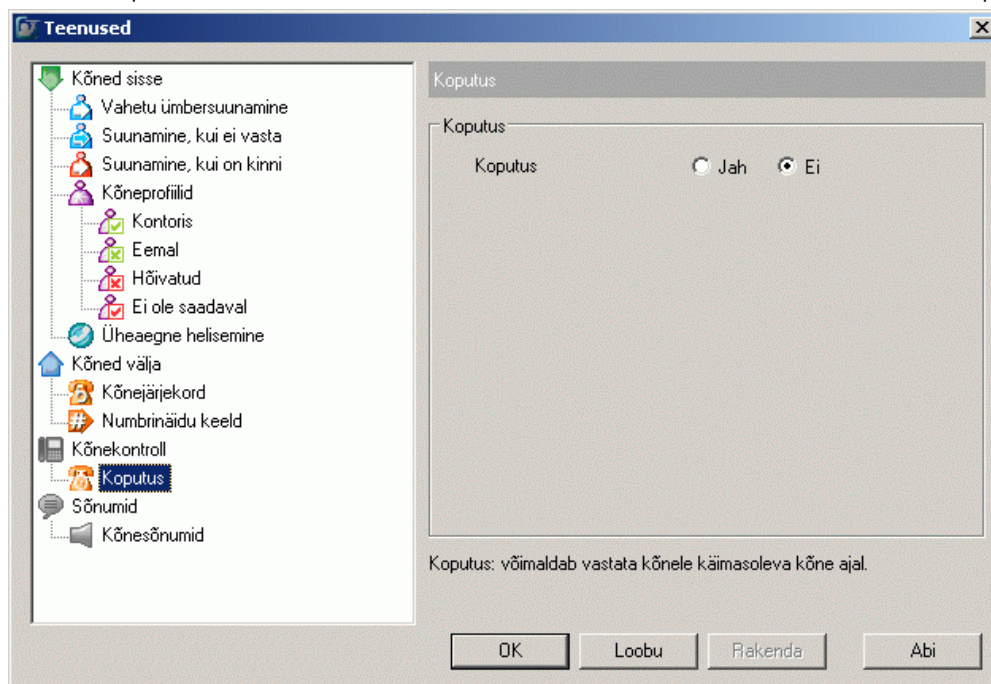 Teenused
Kõned sisse
Vahetu ümbersuunamine
Suunamine, kui ei vasta
Suunamine, kui on kinni
Kõneprofiilid
Kontoris
Eemal
Hõivatud
Ei ole saadaval
Üheaegne helisemine
Kõned välja
Kõnejärjekord
Numbrinäidu keeld
Kõnekontroll
Koputus
Sõnumid
Kõnesõnumid
Koputus
Koputus
Koputus Jah Ei
Koputus: võimaldab vastata kõnele käimasoleva kõne ajal.
OK Loobu Rakenda Abi